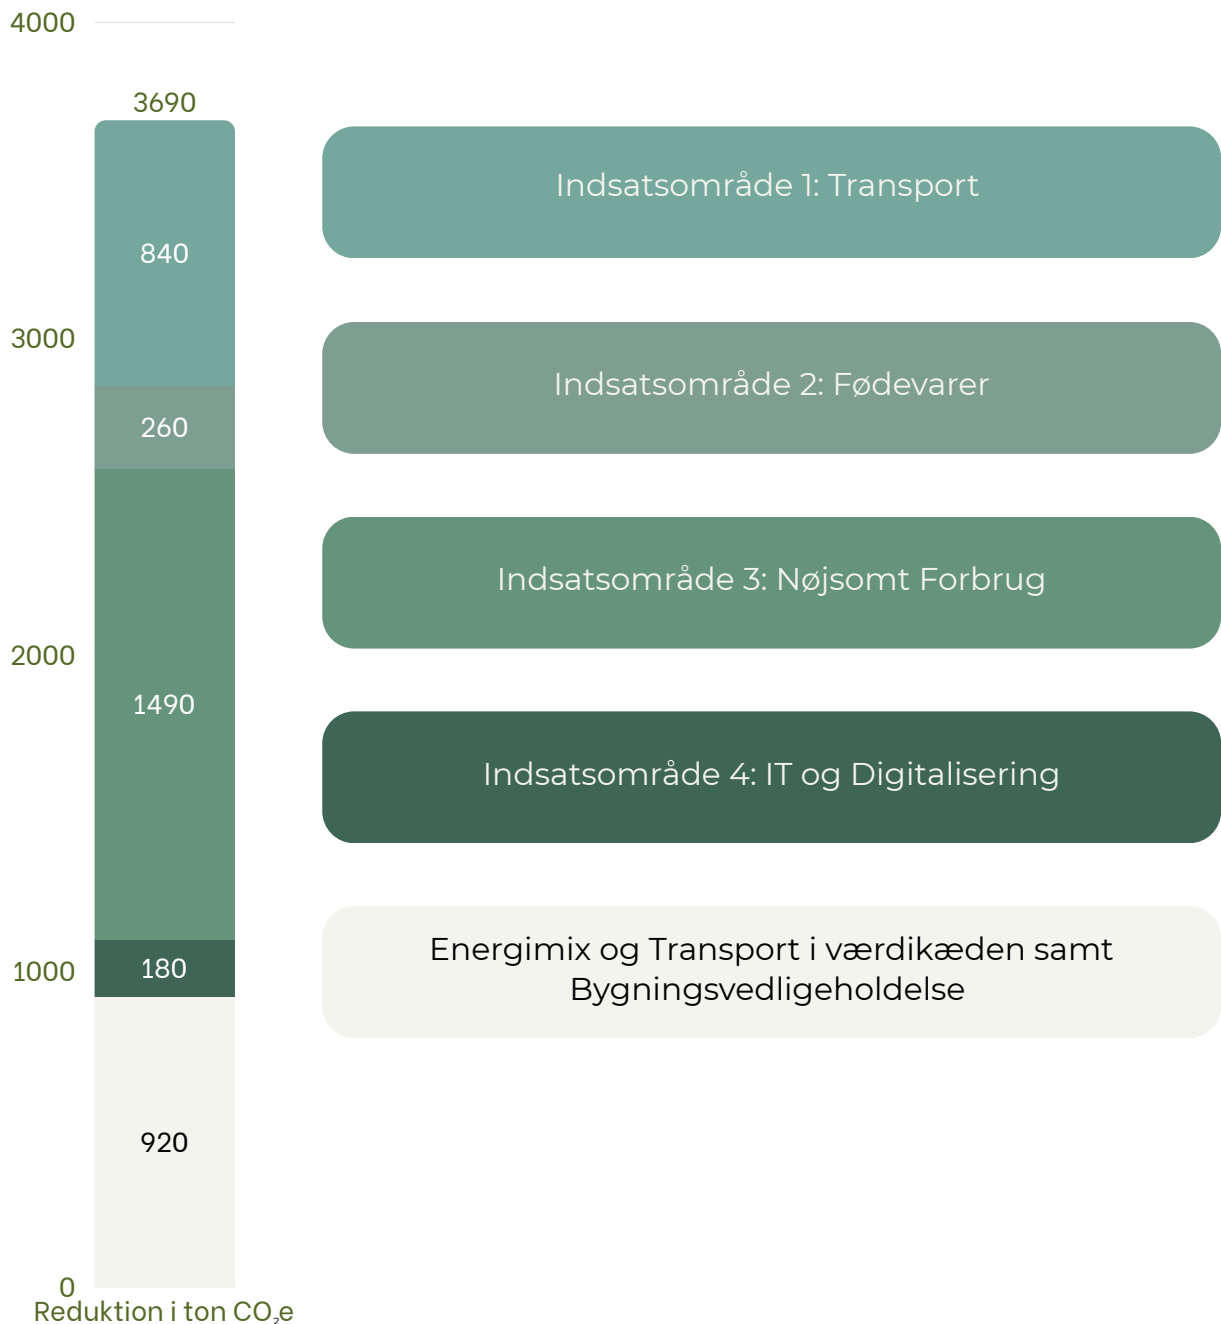 4000
3690
840
3000
260
2000
1490
1000
180
920
0
Reduktion i ton CO₂e
Indsatsområde 1: Transport
Indsatsområde 2: Fødevarer
Indsatsområde 3: Nøjsomt Forbrug
Indsatsområde 4: IT og Digitalisering
Energimix og Transport i værdikæden samt
Bygningsvedligeholdelse